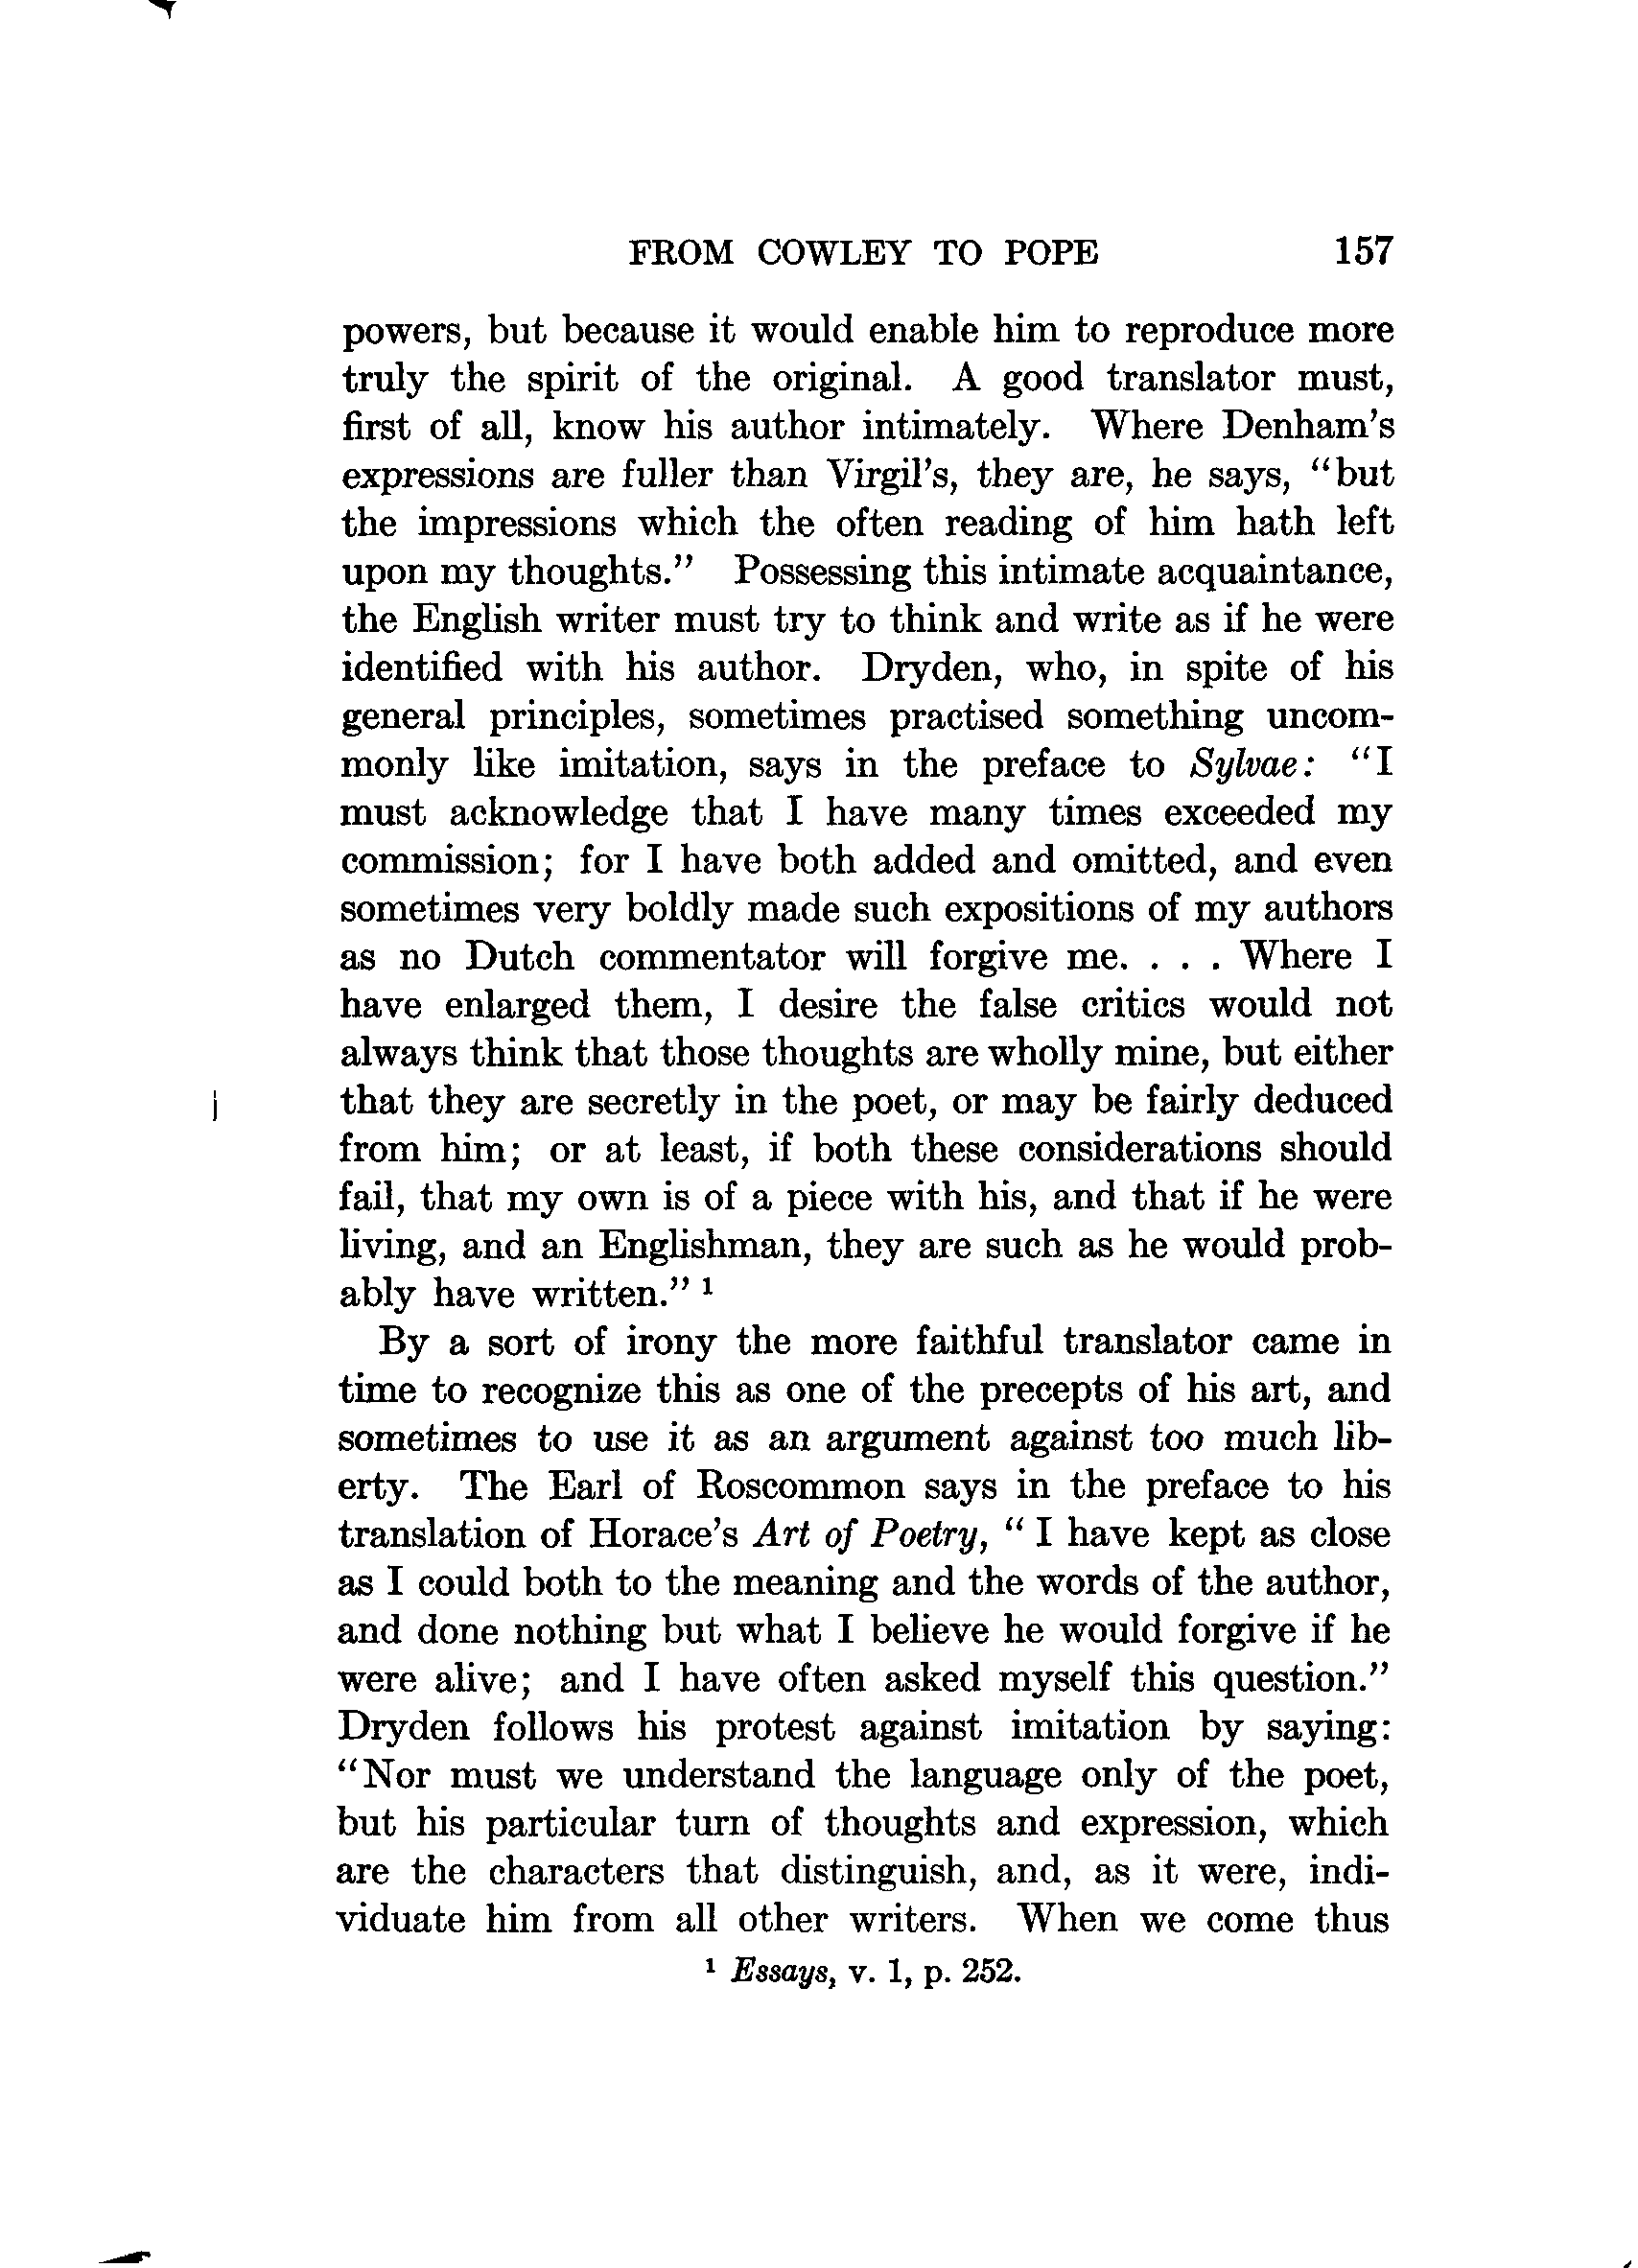 FROM COWLEY TO POPE 157
powers, but because it would enable him to reproduce more
truly the spirit of the original. A good translator must,
first of all, know his author intimately. Where Denham's
expressions are fuller than Virgil's, they are, he says, "but
the impressions which the often reading of him hath left
upon my thoughts." Possessing this intimate acquaintance,
the English writer must try to think and write as if he were
identified with his author. Dryden, who, in spite of his
general principles, sometimes practised something uncom-
monly like imitation, says in the preface to Sylvae: "I
must acknowledge that I have many times exceeded my
commission; for I have both added and omitted, and even
sometimes very boldly made such expositions of my authors
as no Dutch commentator will forgive me. . . . Where I
have enlarged them, I desire the false critics would not
always think that those thoughts are wholly mine, but either
that they are secretly in the poet, or may be fairly deduced
from him; or at least, if both these considerations should
fail, that my own is of a piece with his, and that if he were
living, and an Englishman, they are such as he would prob-
ably have written." ¹
By a sort of irony the more faithful translator came in
time to recognize this as one of the precepts of his art, and
sometimes to use it as an argument against too much lib-
erty. The Earl of Roscommon says in the preface to his
translation of Horace's Art of Poetry, " I have kept as close
as I could both to the meaning and the words of the author,
and done nothing but what I believe he would forgive if he
were alive; and I have often asked myself this question."
Dryden follows his protest against imitation by saying:
"Nor must we understand the language only of the poet,
but his particular turn of thoughts and expression, which
are the characters that distinguish, and, as it were, indi-
viduate him from all other writers. When we come thus
¹ Essays, v. 1, p. 252.